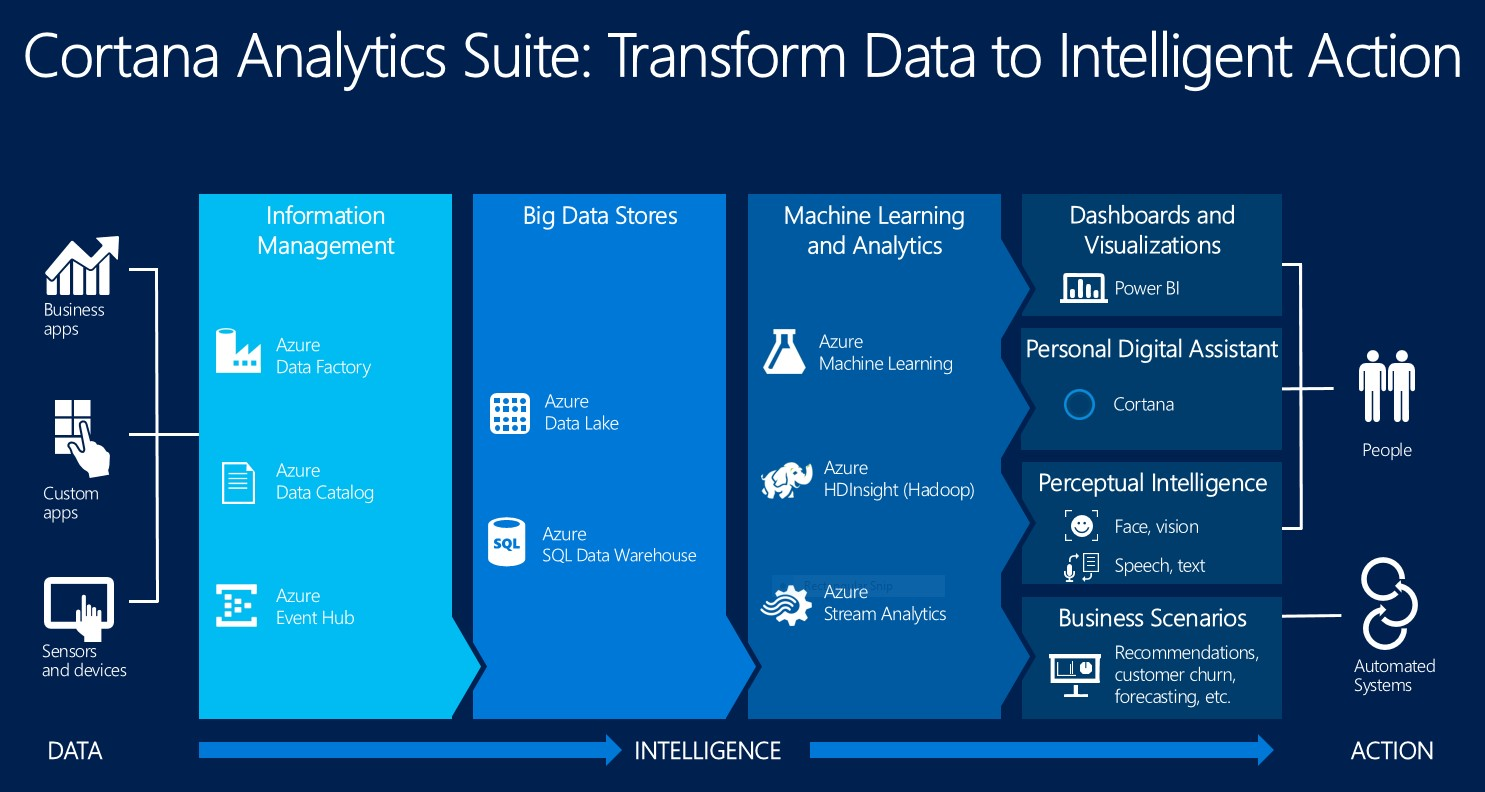 Cortana Analytics Suite: Transform Data to Intelligent Action
Business
apps
Custom
apps
Sensors
and devices
Information
Management
Azure
Data Factory
Azure
Data Catalog
Azure
Event Hub
Big Data Stores
Azure
Data Lake
SQL
Azure
SQL Data Warehouse
Machine Learning
and Analytics
Azure
Machine Learning
Azure
HDInsight (Hadoop)
Rectangular Snip
Azure
Stream Analytics
Dashboards and
Visualizations
Power BI
Personal Digital Assistant
Cortana
Perceptual Intelligence
Face, vision
Speech, text
Business Scenarios
Recommendations,
customer churn,
forecasting, etc.
People
Automated
Systems
DATA
INTELLIGENCE
ACTION